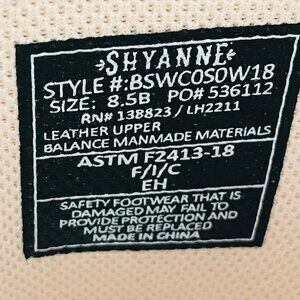 SHYANNE
STYLE #:BSWC0S0W18
SIZE: 8.5B PO# 536112
RN# 138823 / LH2211
LEATHER UPPER
BALANCE MANMADE MATERIALS
ASTM F2413-18
F/I/C
EH
SAFETY FOOTWEAR THAT IS
DAMAGED MAY FAIL TO
PROVIDE PROTECTION AND
MUST BE REPLACED
MADE IN CHINA